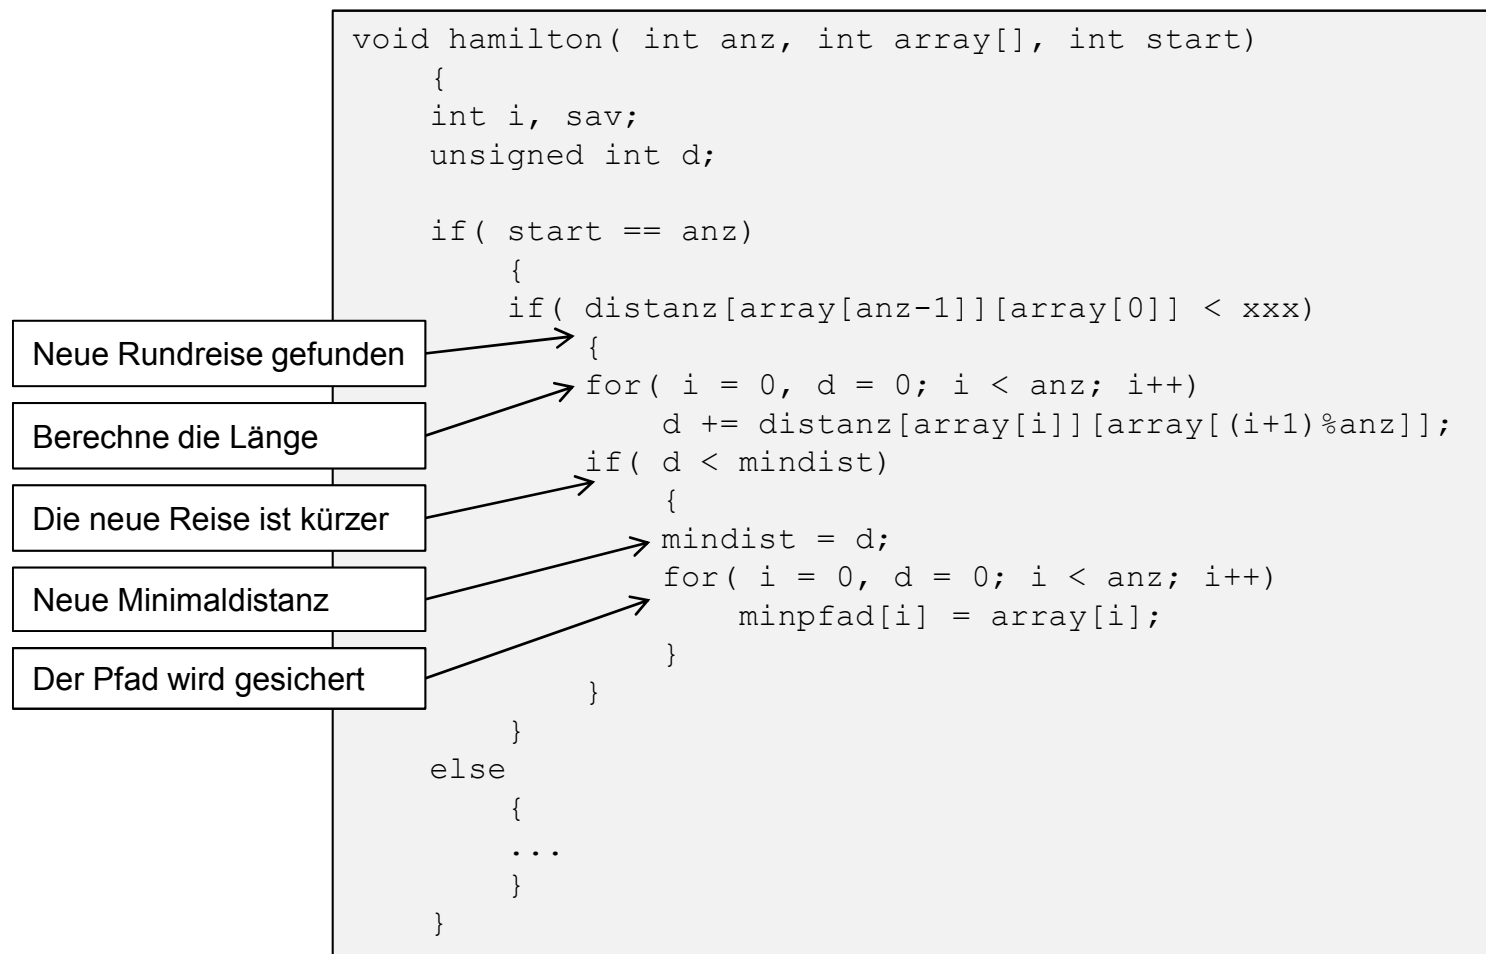 void hamilton( int anz, int array[], int start)
{
int i, sav;
unsigned int d;
if( start == anz)
{
if( distanz[array[anz-1]][array[0]] < xxx)
Neue Rundreise gefunden
{
for( i = 0, d = 0; i < anz; i++)
Berechne die Länge
d += distanz[array[i]][array[(i+1)%anz]];
if( d < mindist)
Die neue Reise ist kürzer
{
mindist = d;
for( i = 0, d = 0; i < anz; i++)
Neue Minimaldistanz
minpfad[i] = array[i];
}
Der Pfad wird gesichert
}
}
else
{
...
}
}